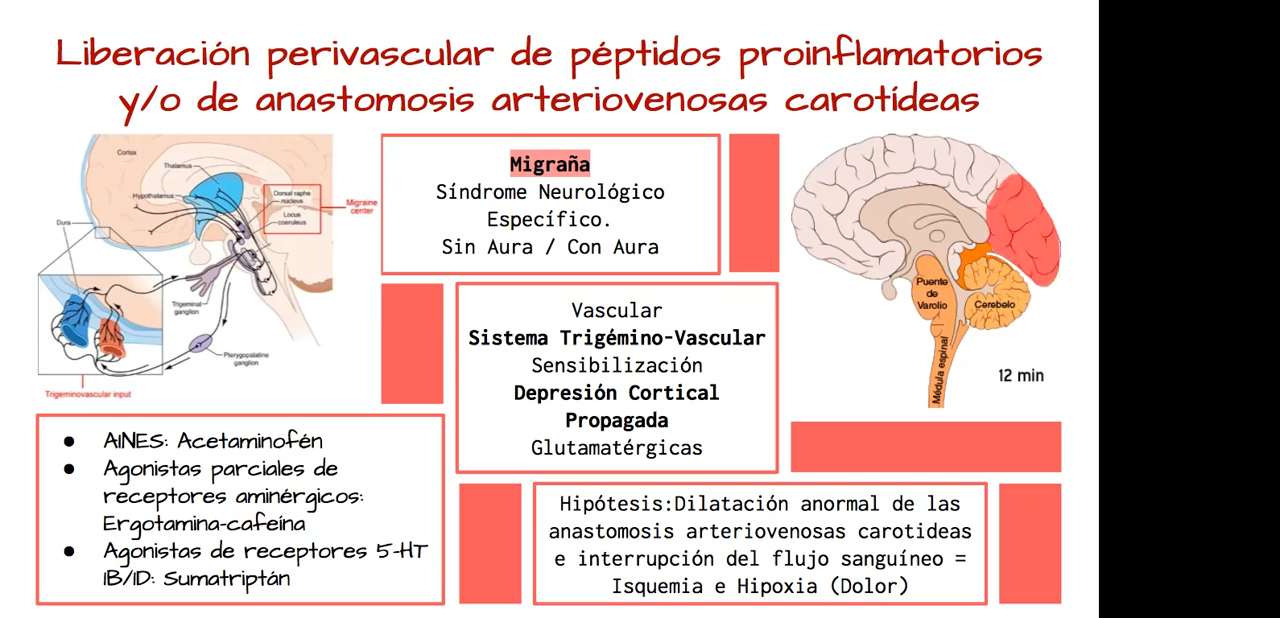 Liberación perivascular de péptidos proinflamatorios
y/o de anastomosis arteriovenosas carotídeas
Cortex
Thalamus
Hypothalamus
Dorsal raphe
nucleus
Locus
coeruleus
Migraine
center
Dura
Trigeminal
ganglion
Pterygopalatine
ganglion
Trigeminovascular input
Migraña
Síndrome Neurológico
Específico.
Sin Aura / Con Aura
Vascular
Sistema Trigémino-Vascular
Sensibilización
Depresión Cortical
Propagada
Glutamatérgicas
Puente
de
Varolio
Cerebelo
Médula espinal
12 min
● AINES: Acetaminofén
● Agonistas parciales de
receptores aminérgicos:
Ergotamina-cafeína
● Agonistas de receptores 5-HT
1B/1D: Sumatriptán
Hipótesis:Dilatación anormal de las
anastomosis arteriovenosas carotideas
e interrupción del flujo sanguíneo =
Isquemia e Hipoxia (Dolor)